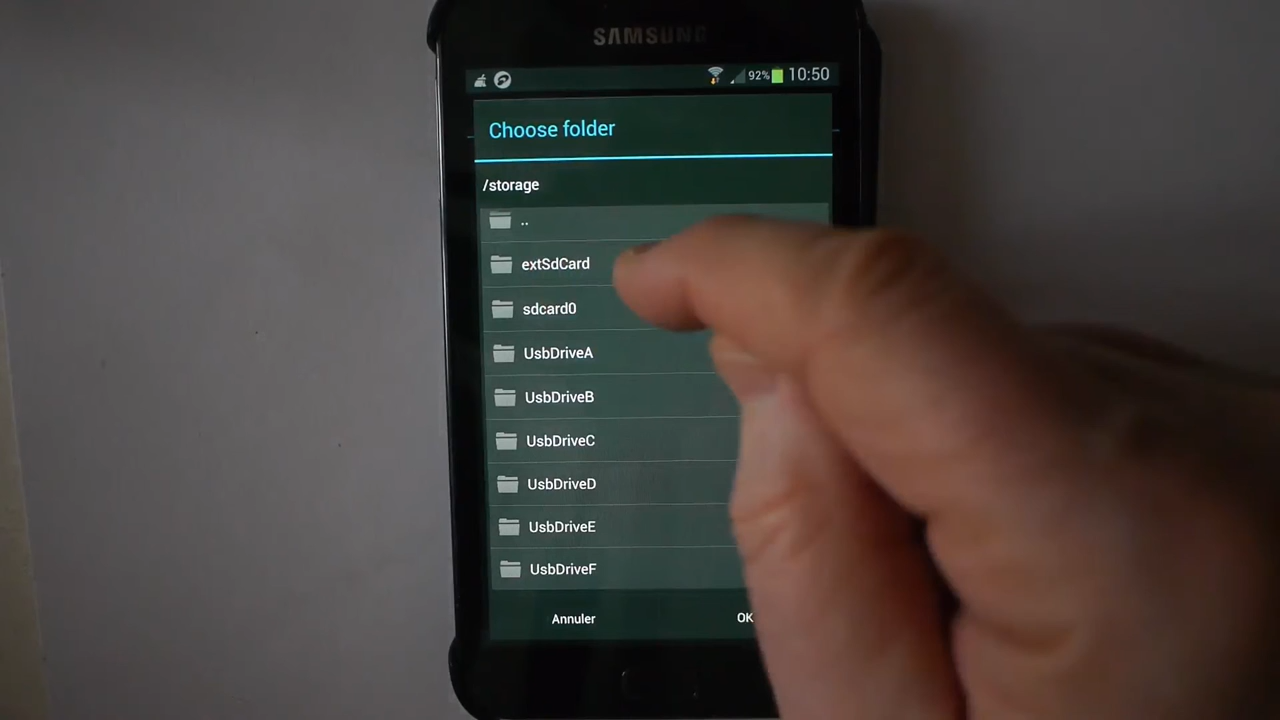 SAMSUNG
92% 10:50
Choose folder
/storage
..
extSdCard
sdcard0
UsbDriveA
UsbDriveB
UsbDriveC
UsbDriveD
UsbDriveE
UsbDriveF
Annuler OK